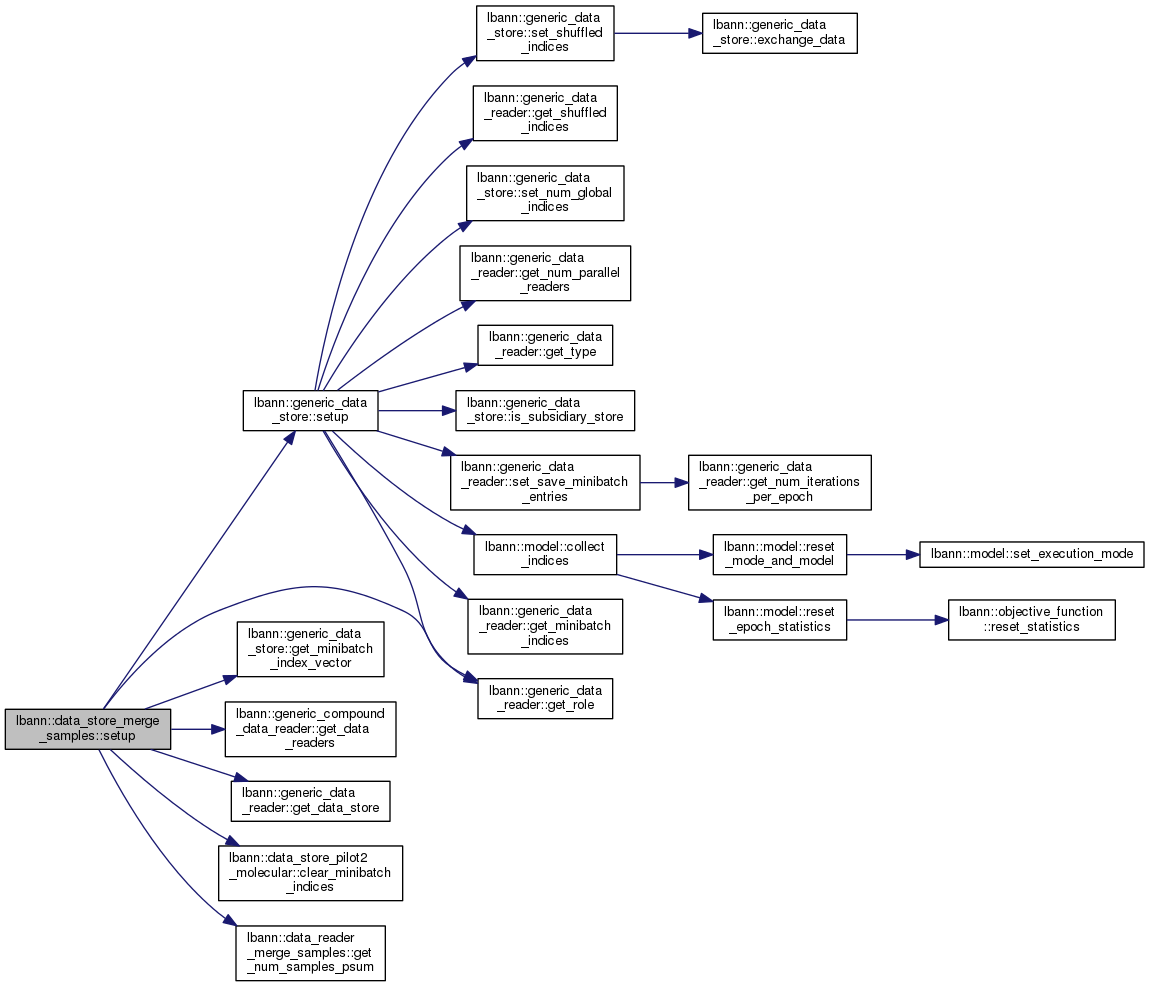 lbann::generic_data
_store::set_shuffled
_indices
lbann::generic_data
_store::exchange_data
lbann::generic_data
_reader::get_shuffled
_indices
lbann::generic_data
_store::set_num_global
_indices
lbann::generic_data
_reader::get_num_parallel
_readers
lbann::generic_data
_reader::get_type
lbann::generic_data
_store::setup
lbann::generic_data
_store::is_subsidiary_store
lbann::generic_data
_reader::set_save_minibatch
_entries
lbann::generic_data
_reader::get_num_iterations
_per_epoch
lbann::model::collect
_indices
lbann::model::reset
_mode_and_model
lbann::model::set_execution_mode
lbann::generic_data
_reader::get_minibatch
_indices
lbann::model::reset
_epoch_statistics
lbann::objective_function
::reset_statistics
lbann::generic_data
_store::get_minibatch
_index_vector
lbann::generic_data
_reader::get_role
lbann::data_store_merge
_samples::setup
lbann::generic_compound
_data_reader::get_data
_readers
lbann::generic_data
_reader::get_data_store
lbann::data_store_pilot2
_molecular::clear_minibatch
_indices
lbann::data_reader
_merge_samples::get
_num_samples_psum